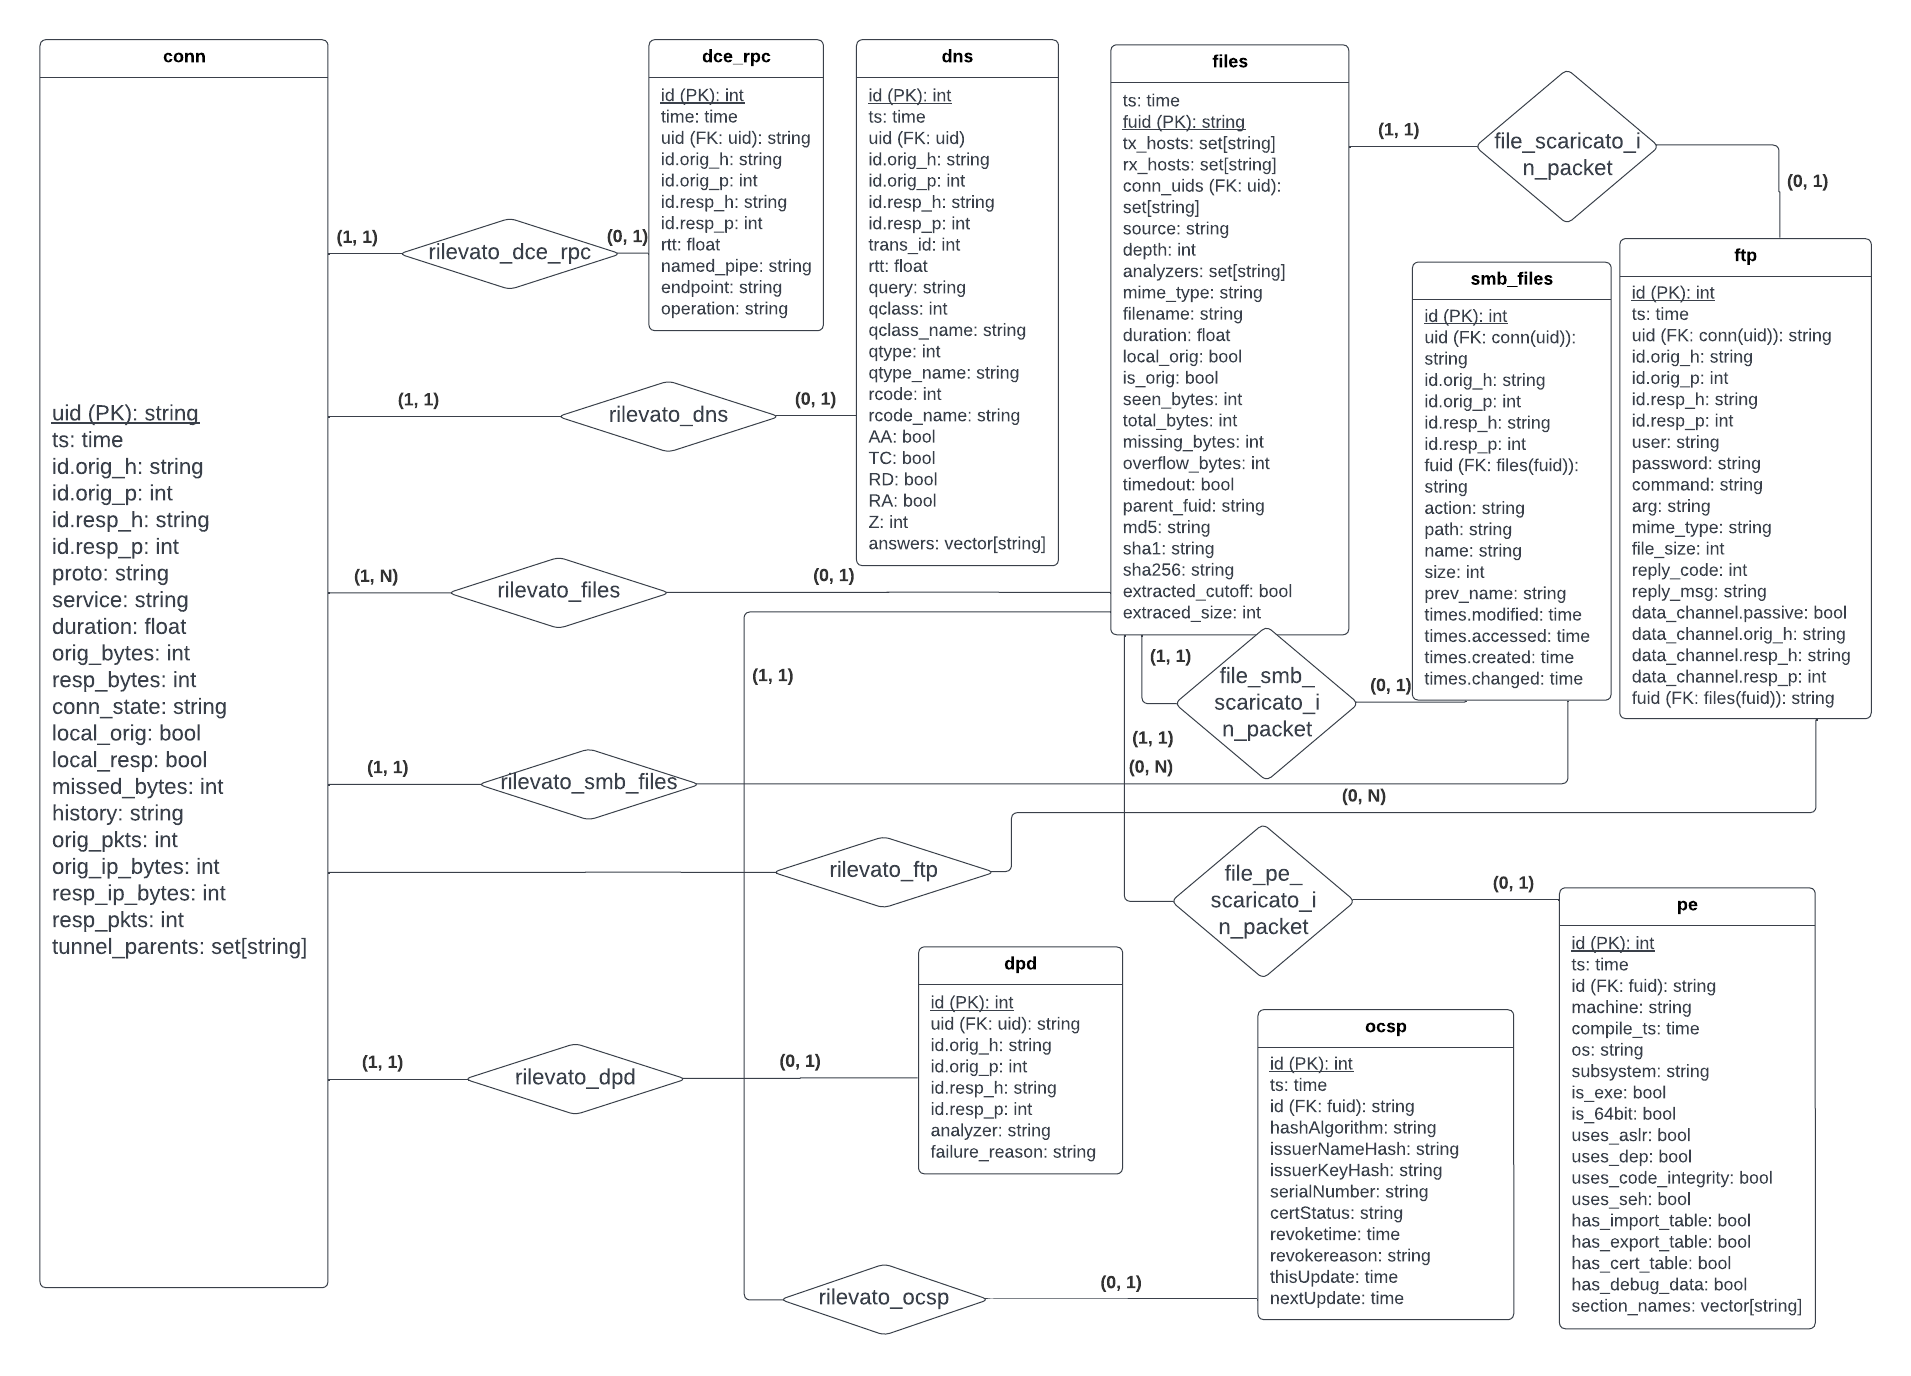 conn
uid (PK): string
ts: time
id.orig_h: string
id.orig_p: int
id.resp_h: string
id.resp_p: int
proto: string
service: string
duration: float
orig_bytes: int
resp_bytes: int
conn_state: string
local_orig: bool
local_resp: bool
missed_bytes: int
history: string
orig_pkts: int
orig_ip_bytes: int
resp_ip_bytes: int
resp_pkts: int
tunnel_parents: set[string]
(1, 1)
rilevato_dce_rpc
(0, 1)
dce_rpc
id (PK): int
time: time
uid (FK: uid): string
id.orig_h: string
id.orig_p: int
id.resp_h: string
id.resp_p: int
rtt: float
named_pipe: string
endpoint: string
operation: string
(1, 1)
rilevato_dns
(0, 1)
dns
id (PK): int
ts: time
uid (FK: uid)
id.orig_h: string
id.orig_p: int
id.resp_h: string
id.resp_p: int
trans_id: int
rtt: float
query: string
qclass: int
qclass_name: string
qtype: int
qtype_name: string
rcode: int
rcode_name: string
AA: bool
TC: bool
RD: bool
RA: bool
Z: int
answers: vector[string]
(1, N)
rilevato_files
(0, 1)
files
ts: time
fuid (PK): string
tx_hosts: set[string]
rx_hosts: set[string]
conn_uids (FK: uid):
set[string]
source: string
depth: int
analyzers: set[string]
mime_type: string
filename: string
duration: float
local_orig: bool
is_orig: bool
seen_bytes: int
total_bytes: int
missing_bytes: int
overflow_bytes: int
timedout: bool
parent_fuid: string
md5: string
sha1: string
sha256: string
extracted_cutoff: bool
extraced_size: int
(1, 1)
file_scaricato_i
n_packet
(0, 1)
smb_files
id (PK): int
uid (FK: conn(uid)):
string
id.orig_h: string
id.orig_p: int
id.resp_h: string
id.resp_p: int
fuid (FK: files(fuid)):
string
action: string
path: string
name: string
size: int
prev_name: string
times.modified: time
times.accessed: time
times.created: time
times.changed: time
ftp
id (PK): int
ts: time
uid (FK: conn(uid)): string
id.orig_h: string
id.orig_p: int
id.resp_h: string
id.resp_p: int
user: string
password: string
command: string
arg: string
mime_type: string
file_size: int
reply_code: int
reply_msg: string
data_channel.passive: bool
data_channel.orig_h: string
data_channel.resp_h: string
data_channel.resp_p: int
fuid (FK: files(fuid)): string
(1, 1)
file_smb_
scaricato_i
n_packet
(0, 1)
(1, 1)
(1, 1)
(0, N)
(1, 1)
rilevato_smb_files
(0, N)
rilevato_ftp
file_pe_
scaricato_i
n_packet
(0, 1)
pe
id (PK): int
ts: time
id (FK: fuid): string
machine: string
compile_ts: time
os: string
subsystem: string
is_exe: bool
is_64bit: bool
uses_aslr: bool
uses_dep: bool
uses_code_integrity: bool
uses_seh: bool
has_import_table: bool
has_export_table: bool
has_cert_table: bool
has_debug_data: bool
section_names: vector[string]
(1, 1)
rilevato_dpd
(0, 1)
dpd
id (PK): int
uid (FK: uid): string
id.orig_h: string
id.orig_p: int
id.resp_h: string
id.resp_p: int
analyzer: string
failure_reason: string
rilevato_ocsp
(0, 1)
ocsp
id (PK): int
ts: time
id (FK: fuid): string
hashAlgorithm: string
issuerNameHash: string
issuerKeyHash: string
serialNumber: string
certStatus: string
revoketime: time
revokereason: string
thisUpdate: time
nextUpdate: time